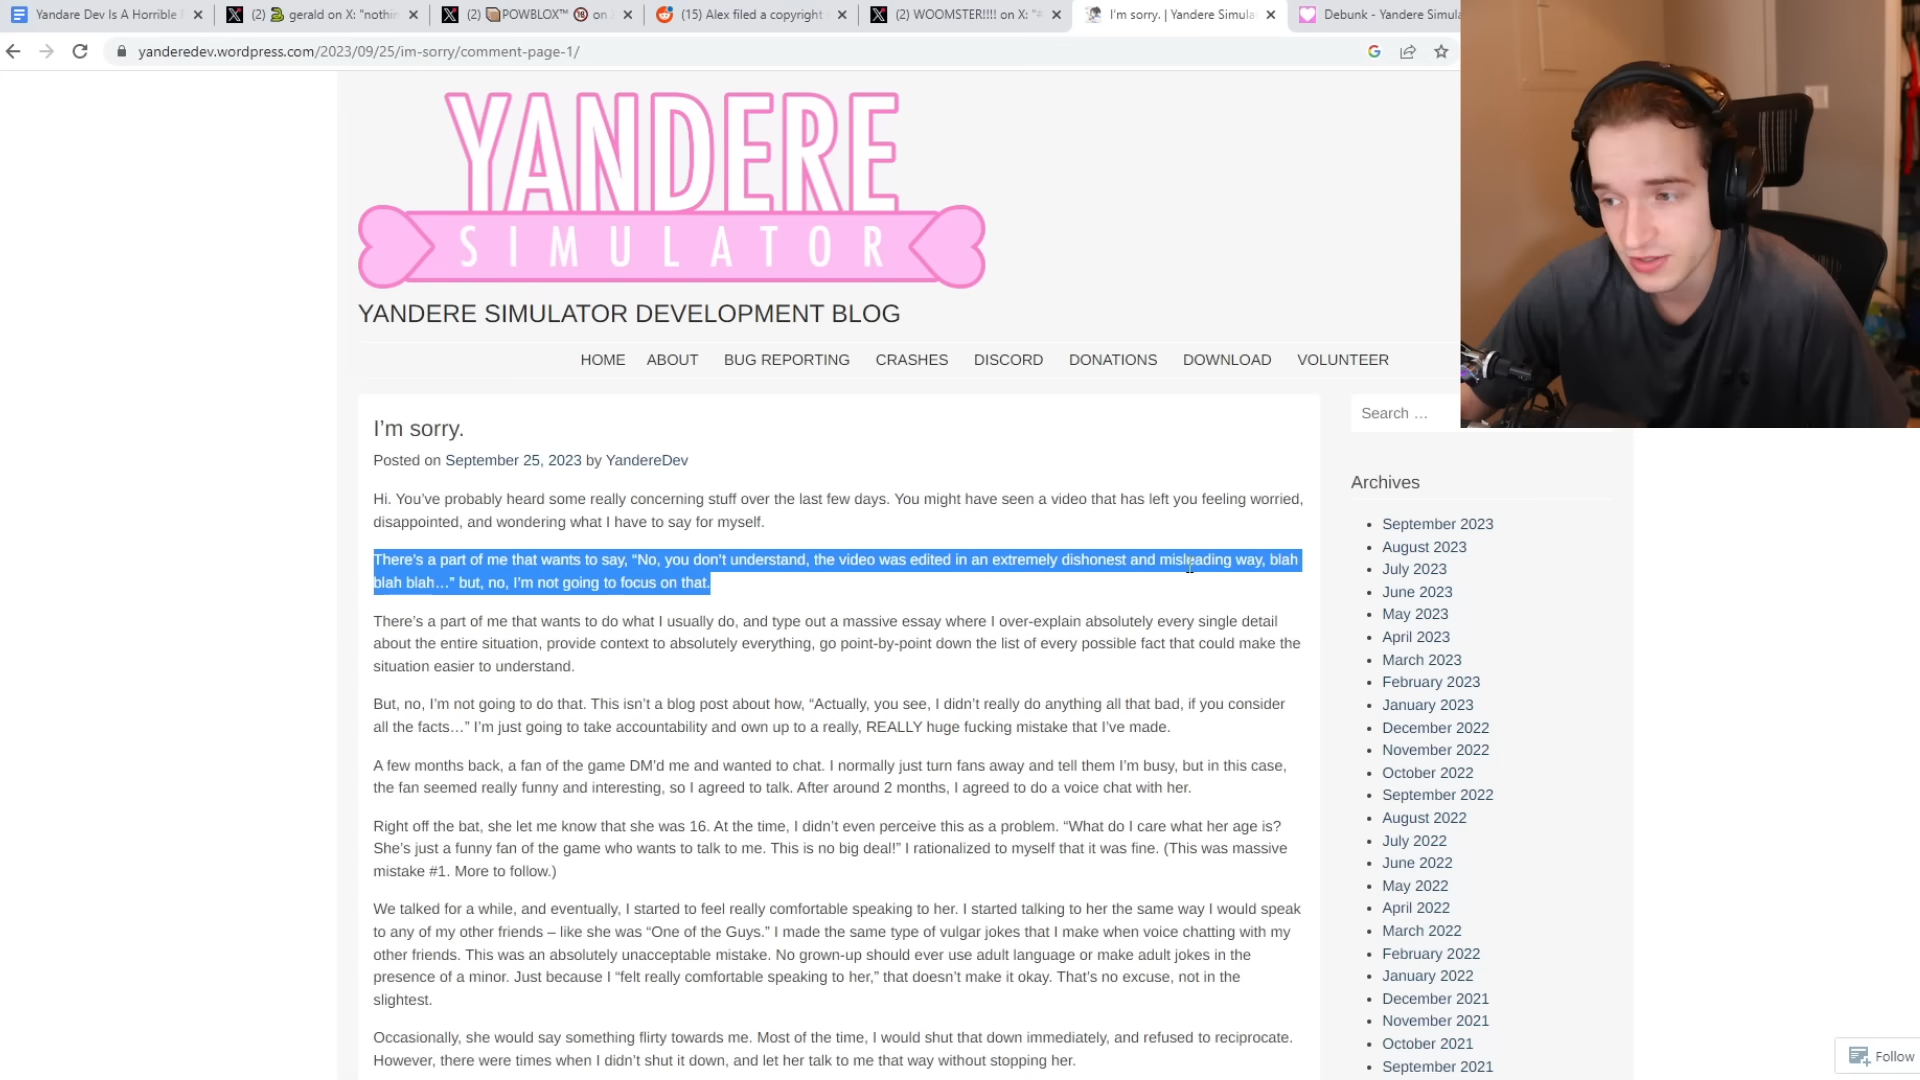 Yandare Dev Is A Horrible
(2) gerald on X: "nothin
(2) POWBLOX™ on
(15) Alex filed a copyright
(2) WOOMSTER!!!! on X: "
I'm sorry. | Yandere Simula
Debunk - Yandere Simula
yanderedev.wordpress.com/2023/09/25/im-sorry/comment-page-1/
YANDERE
SIMULATOR
YANDERE SIMULATOR DEVELOPMENT BLOG
HOME ABOUT BUG REPORTING CRASHES DISCORD DONATIONS DOWNLOAD VOLUNTEER
I'm sorry.
Posted on September 25, 2023 by YandereDev
Hi. You've probably heard some really concerning stuff over the last few days. You might have seen a video that has left you feeling worried,
disappointed, and wondering what I have to say for myself.
There's a part of me that wants to say, “No, you don't understand, the video was edited in an extremely dishonest and misleading way, blah
blah blah…” but, no, I'm not going to focus on that.
There's a part of me that wants to do what I usually do, and type out a massive essay where I over-explain absolutely every single detail
about the entire situation, provide context to absolutely everything, go point-by-point down the list of every possible fact that could make the
situation easier to understand.
But, no, I'm not going to do that. This isn't a blog post about how, “Actually, you see, I didn't really do anything all that bad, if you consider
all the facts…” I'm just going to take accountability and own up to a really, REALLY huge fucking mistake that I've made.
A few months back, a fan of the game DM'd me and wanted to chat. I normally just turn fans away and tell them I'm busy, but in this case,
the fan seemed really funny and interesting, so I agreed to talk. After around 2 months, I agreed to do a voice chat with her.
Right off the bat, she let me know that she was 16. At the time, I didn't even perceive this as a problem. “What do I care what her age is?
She's just a funny fan of the game who wants to talk to me. This is no big deal!” I rationalized to myself that it was fine. (This was massive
mistake #1. More to follow.)
We talked for a while, and eventually, I started to feel really comfortable speaking to her. I started talking to her the same way I would speak
to any of my other friends – like she was “One of the Guys.” I made the same type of vulgar jokes that I make when voice chatting with my
other friends. This was an absolutely unacceptable mistake. No grown-up should ever use adult language or make adult jokes in the
presence of a minor. Just because I “felt really comfortable speaking to her,” that doesn't make it okay. That's no excuse, not in the
slightest.
Occasionally, she would say something flirty towards me. Most of the time, I would shut that down immediately, and refused to reciprocate.
However, there were times when I didn't shut it down, and let her talk to me that way without stopping her.
Search …
Archives
September 2023
August 2023
July 2023
June 2023
May 2023
April 2023
March 2023
February 2023
January 2023
December 2022
November 2022
October 2022
September 2022
August 2022
July 2022
June 2022
May 2022
April 2022
March 2022
February 2022
January 2022
December 2021
November 2021
October 2021
September 2021
Follow